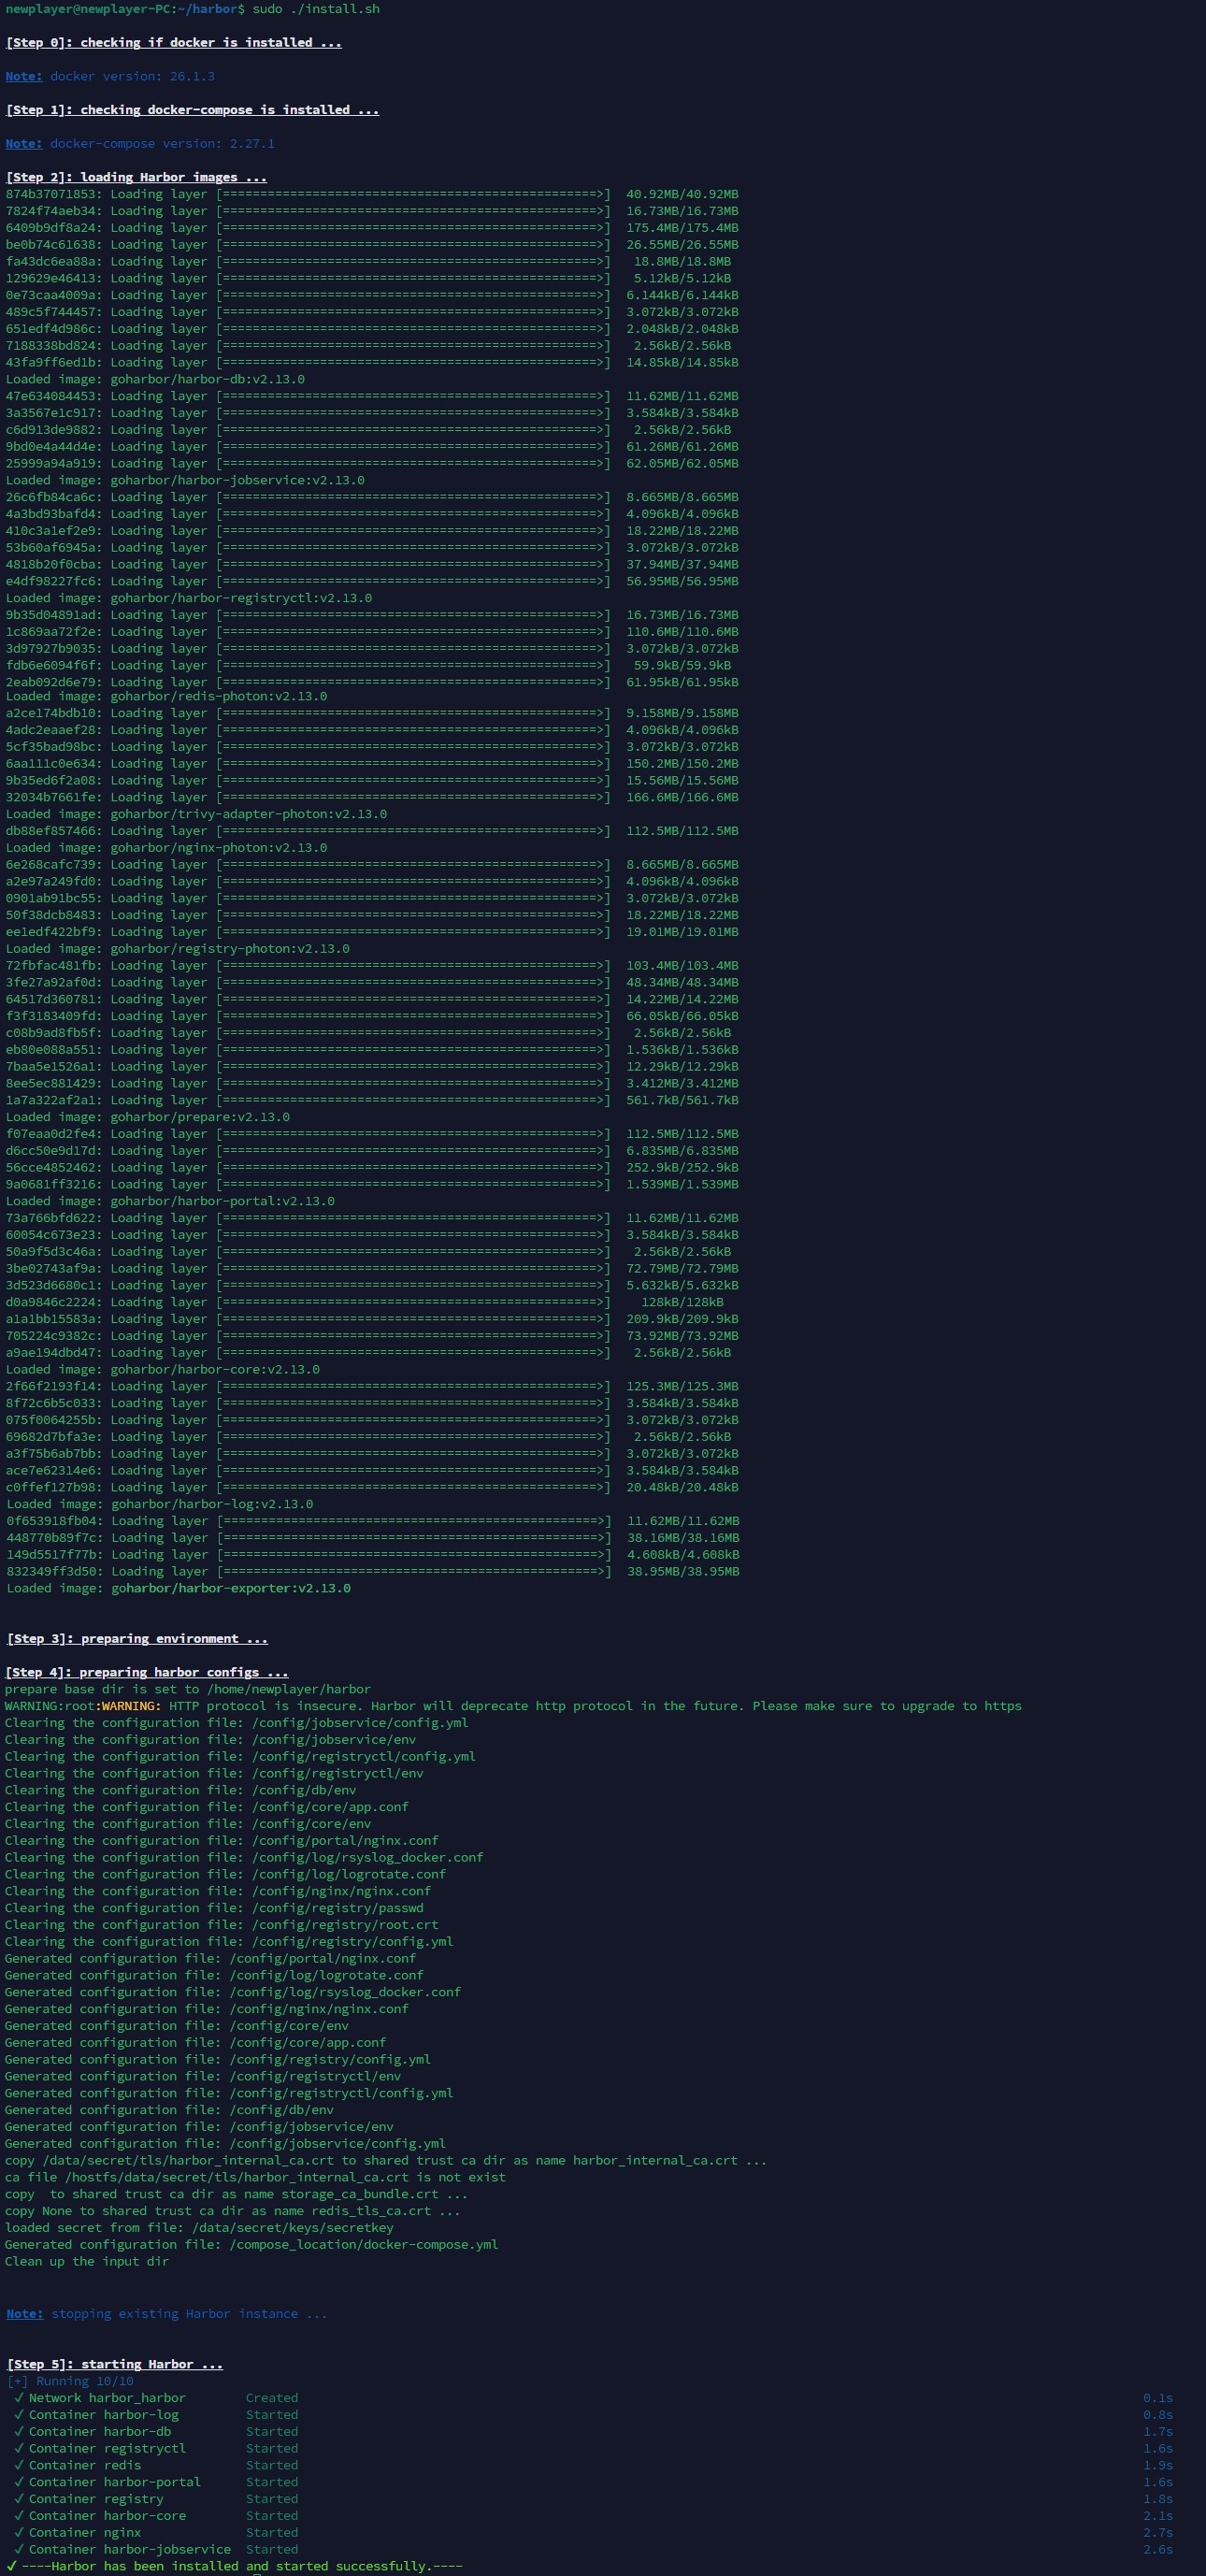 newplayer@newplayer-PC:~/harbor$ sudo ./install.sh
[Step 0]: checking if docker is installed ...
Note: docker version: 26.1.3
[Step 1]: checking docker-compose is installed ...
Note: docker-compose version: 2.27.1
[Step 2]: loading Harbor images ...
874b37071853: Loading layer [==================================================>]  40.92MB/40.92MB
7824f74aeb34: Loading layer [==================================================>]  16.73MB/16.73MB
6409b9df8a24: Loading layer [==================================================>]  175.4MB/175.4MB
be0b74c61638: Loading layer [==================================================>]  26.55MB/26.55MB
fa43dc6ea88a: Loading layer [==================================================>]   18.8MB/18.8MB
129629e46413: Loading layer [==================================================>]   5.12kB/5.12kB
0e73caa4009a: Loading layer [==================================================>]  6.144kB/6.144kB
489c5f744457: Loading layer [==================================================>]  3.072kB/3.072kB
651edf4d986c: Loading layer [==================================================>]  2.048kB/2.048kB
7188338bd824: Loading layer [==================================================>]   2.56kB/2.56kB
43fa9ff6ed1b: Loading layer [==================================================>]  14.85kB/14.85kB
Loaded image: goharbor/harbor-db:v2.13.0
47e634084453: Loading layer [==================================================>]  11.62MB/11.62MB
3a3567e1c917: Loading layer [==================================================>]  3.584kB/3.584kB
c6d913de9882: Loading layer [==================================================>]   2.56kB/2.56kB
9bd0e4a44d4e: Loading layer [==================================================>]  61.26MB/61.26MB
25999a94a919: Loading layer [==================================================>]  62.05MB/62.05MB
Loaded image: goharbor/harbor-jobservice:v2.13.0
26c6fb84ca6c: Loading layer [==================================================>]  8.665MB/8.665MB
4a3bd93bafd4: Loading layer [==================================================>]  4.096kB/4.096kB
410c3a1ef2e9: Loading layer [==================================================>]  18.22MB/18.22MB
53b60af6945a: Loading layer [==================================================>]  3.072kB/3.072kB
4818b20f0cba: Loading layer [==================================================>]  37.94MB/37.94MB
e4df98227fc6: Loading layer [==================================================>]  56.95MB/56.95MB
Loaded image: goharbor/harbor-registryctl:v2.13.0
9b35d04891ad: Loading layer [==================================================>]  16.73MB/16.73MB
1c869aa72f2e: Loading layer [==================================================>]  110.6MB/110.6MB
3d97927b9035: Loading layer [==================================================>]  3.072kB/3.072kB
fdb6e6094f6f: Loading layer [==================================================>]   59.9kB/59.9kB
2eab092d6e79: Loading layer [==================================================>]  61.95kB/61.95kB
Loaded image: goharbor/redis-photon:v2.13.0
a2ce174bdb10: Loading layer [==================================================>]  9.158MB/9.158MB
4adc2eaaef28: Loading layer [==================================================>]  4.096kB/4.096kB
5cf35bad98bc: Loading layer [==================================================>]  3.072kB/3.072kB
6aa111c0e634: Loading layer [==================================================>]  150.2MB/150.2MB
9b35ed6f2a08: Loading layer [==================================================>]  15.56MB/15.56MB
32034b7661fe: Loading layer [==================================================>]  166.6MB/166.6MB
Loaded image: goharbor/trivy-adapter-photon:v2.13.0
db88ef857466: Loading layer [==================================================>]  112.5MB/112.5MB
Loaded image: goharbor/nginx-photon:v2.13.0
6e268cafc739: Loading layer [==================================================>]  8.665MB/8.665MB
a2e97a249fd0: Loading layer [==================================================>]  4.096kB/4.096kB
0901ab91bc55: Loading layer [==================================================>]  3.072kB/3.072kB
50f38dcb8483: Loading layer [==================================================>]  18.22MB/18.22MB
ee1edf422bf9: Loading layer [==================================================>]  19.01MB/19.01MB
Loaded image: goharbor/registry-photon:v2.13.0
72fbfac481fb: Loading layer [==================================================>]  103.4MB/103.4MB
3fe27a92af0d: Loading layer [==================================================>]  48.34MB/48.34MB
64517d360781: Loading layer [==================================================>]  14.22MB/14.22MB
f3f3183409fd: Loading layer [==================================================>]  66.05kB/66.05kB
c08b9ad8fb5f: Loading layer [==================================================>]   2.56kB/2.56kB
eb80e088a551: Loading layer [==================================================>]  1.536kB/1.536kB
7baa5e1526a1: Loading layer [==================================================>]  12.29kB/12.29kB
8ee5ec881429: Loading layer [==================================================>]  3.412MB/3.412MB
1a7a322af2a1: Loading layer [==================================================>]  561.7kB/561.7kB
Loaded image: goharbor/prepare:v2.13.0
f07eaa0d2fe4: Loading layer [==================================================>]  112.5MB/112.5MB
d6cc50e9d17d: Loading layer [==================================================>]  6.835MB/6.835MB
56cce4852462: Loading layer [==================================================>]  252.9kB/252.9kB
9a0681ff3216: Loading layer [==================================================>]  1.539MB/1.539MB
Loaded image: goharbor/harbor-portal:v2.13.0
73a766bfd622: Loading layer [==================================================>]  11.62MB/11.62MB
60054c673e23: Loading layer [==================================================>]  3.584kB/3.584kB
50a9f5d3c46a: Loading layer [==================================================>]   2.56kB/2.56kB
3be02743af9a: Loading layer [==================================================>]  72.79MB/72.79MB
3d523d6680c1: Loading layer [==================================================>]  5.632kB/5.632kB
d0a9846c2224: Loading layer [==================================================>]    128kB/128kB
a1a1bb15583a: Loading layer [==================================================>]  209.9kB/209.9kB
705224c9382c: Loading layer [==================================================>]  73.92MB/73.92MB
a9ae194dbd47: Loading layer [==================================================>]   2.56kB/2.56kB
Loaded image: goharbor/harbor-core:v2.13.0
2f66f2193f14: Loading layer [==================================================>]  125.3MB/125.3MB
8f72c6b5c033: Loading layer [==================================================>]  3.584kB/3.584kB
075f0064255b: Loading layer [==================================================>]  3.072kB/3.072kB
69682d7bfa3e: Loading layer [==================================================>]   2.56kB/2.56kB
a3f75b6ab7bb: Loading layer [==================================================>]  3.072kB/3.072kB
ace7e62314e6: Loading layer [==================================================>]  3.584kB/3.584kB
c0ffef127b98: Loading layer [==================================================>]  20.48kB/20.48kB
Loaded image: goharbor/harbor-log:v2.13.0
0f653918fb04: Loading layer [==================================================>]  11.62MB/11.62MB
448770b89f7c: Loading layer [==================================================>]  38.16MB/38.16MB
149d5517f77b: Loading layer [==================================================>]  4.608kB/4.608kB
832349ff3d50: Loading layer [==================================================>]  38.95MB/38.95MB
Loaded image: goharbor/harbor-exporter:v2.13.0
[Step 3]: preparing environment ...
[Step 4]: preparing harbor configs ...
prepare base dir is set to /home/newplayer/harbor
WARNING:root:WARNING: HTTP protocol is insecure. Harbor will deprecate http protocol in the future. Please make sure to upgrade to https
Clearing the configuration file: /config/jobservice/config.yml
Clearing the configuration file: /config/jobservice/env
Clearing the configuration file: /config/registryctl/config.yml
Clearing the configuration file: /config/registryctl/env
Clearing the configuration file: /config/db/env
Clearing the configuration file: /config/core/app.conf
Clearing the configuration file: /config/core/env
Clearing the configuration file: /config/portal/nginx.conf
Clearing the configuration file: /config/log/rsyslog_docker.conf
Clearing the configuration file: /config/log/logrotate.conf
Clearing the configuration file: /config/nginx/nginx.conf
Clearing the configuration file: /config/registry/passwd
Clearing the configuration file: /config/registry/root.crt
Clearing the configuration file: /config/registry/config.yml
Generated configuration file: /config/portal/nginx.conf
Generated configuration file: /config/log/logrotate.conf
Generated configuration file: /config/log/rsyslog_docker.conf
Generated configuration file: /config/nginx/nginx.conf
Generated configuration file: /config/core/env
Generated configuration file: /config/core/app.conf
Generated configuration file: /config/registry/config.yml
Generated configuration file: /config/registryctl/env
Generated configuration file: /config/registryctl/config.yml
Generated configuration file: /config/db/env
Generated configuration file: /config/jobservice/env
Generated configuration file: /config/jobservice/config.yml
copy /data/secret/tls/harbor_internal_ca.crt to shared trust ca dir as name harbor_internal_ca.crt ...
ca file /hostfs/data/secret/tls/harbor_internal_ca.crt is not exist
copy  to shared trust ca dir as name storage_ca_bundle.crt ...
copy None to shared trust ca dir as name redis_tls_ca.crt ...
loaded secret from file: /data/secret/keys/secretkey
Generated configuration file: /compose_location/docker-compose.yml
Clean up the input dir
Note: stopping existing Harbor instance ...
[Step 5]: starting Harbor ...
[+] Running 10/10
✓ Network harbor_harbor Created 0.1s
✓ Container harbor-log Started 0.8s
✓ Container harbor-db Started 1.7s
✓ Container registryctl Started 1.6s
✓ Container redis Started 1.9s
✓ Container harbor-portal Started 1.6s
✓ Container registry Started 1.8s
✓ Container harbor-core Started 2.1s
✓ Container nginx Started 2.7s
✓ Container harbor-jobservice Started 2.6s
✓ ----Harbor has been installed and started successfully.----